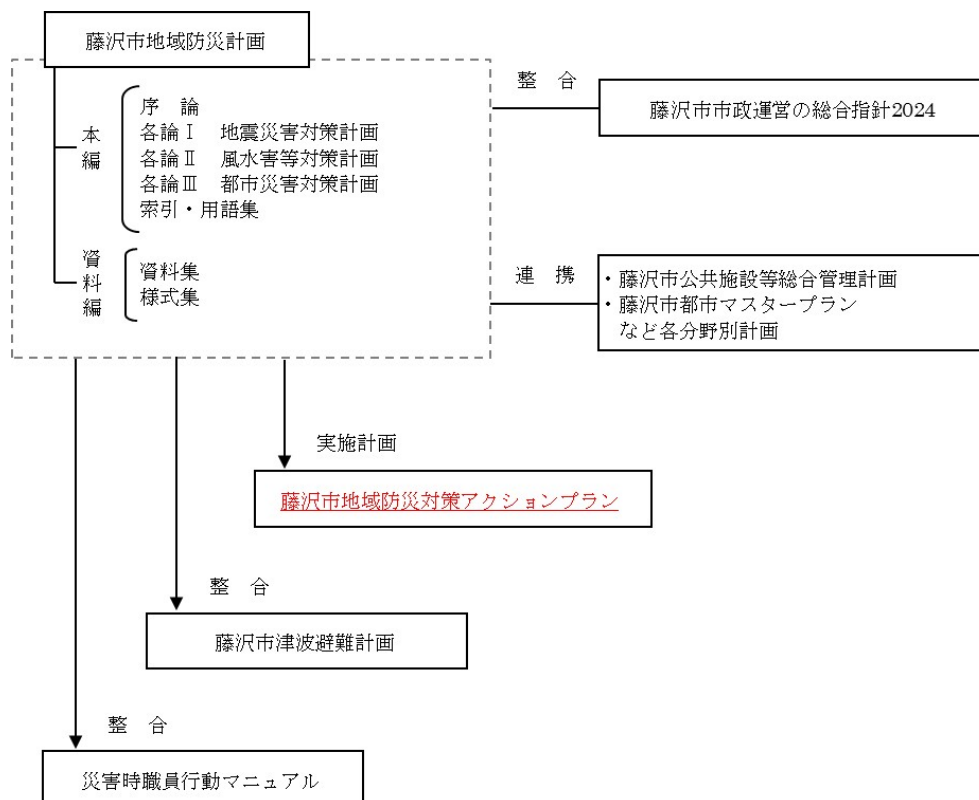 藤沢市地域防災計画
本編
序　論
各論Ⅰ　地震災害対策計画
各論Ⅱ　風水害等対策計画
各論Ⅲ　都市災害対策計画
索引・用語集
資料編
資料集
様式集
整　合
藤沢市市政運営の総合指針2024
連　携
・藤沢市公共施設等総合管理計画
・藤沢市都市マスタープラン
など各分野別計画
実施計画
藤沢市地域防災対策アクションプラン
整　合
藤沢市津波避難計画
整　合
災害時職員行動マニュアル